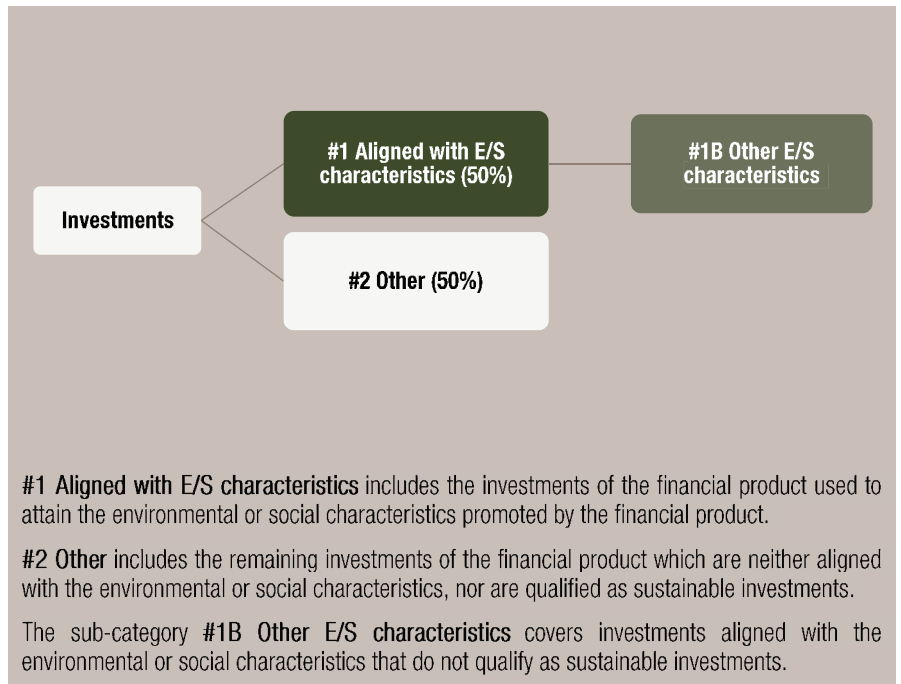 #1 Aligned with E/S
characteristics (50%)
#1B Other E/S
characteristics
Investments
#2 Other (50%)
#1 Aligned with E/S characteristics includes the investments of the financial product used to
attain the environmental or social characteristics promoted by the financial product.
#2 Other includes the remaining investments of the financial product which are neither aligned
with the environmental or social characteristics, nor are qualified as sustainable investments.
The sub-category #1B Other E/S characteristics covers investments aligned with the
environmental or social characteristics that do not qualify as sustainable investments.